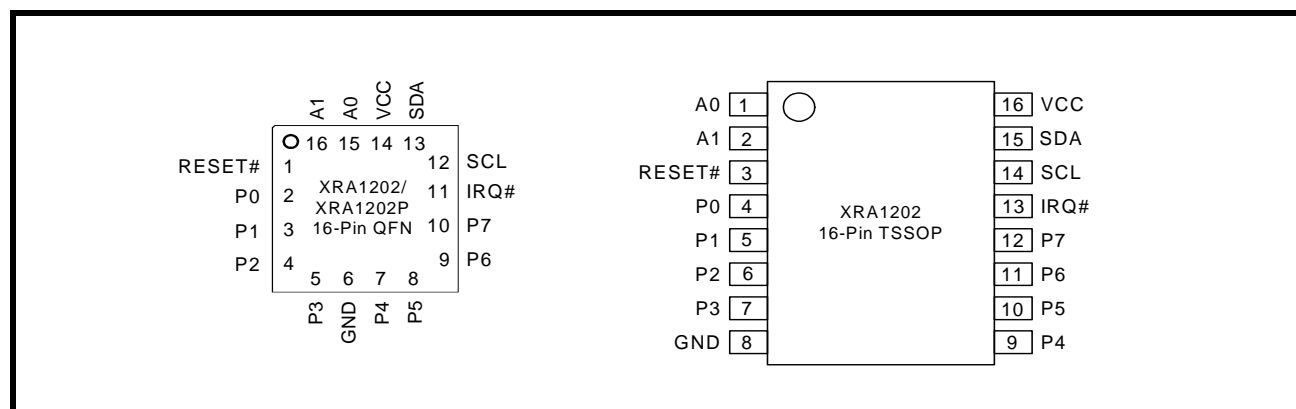 A1 A0 VCC SDA
16 15 14 13
RESET# 1 12 SCL
P0 2 11 IRQ#
P1 3 10 P7
P2 4 9 P6
XRA1202/
XRA1202P
16-Pin QFN
5 6 7 8
P3 GND P4 P5
A0 1 16 VCC
A1 2 15 SDA
RESET# 3 14 SCL
P0 4 13 IRQ#
P1 5 12 P7
P2 6 11 P6
P3 7 10 P5
GND 8 9 P4
XRA1202
16-Pin TSSOP